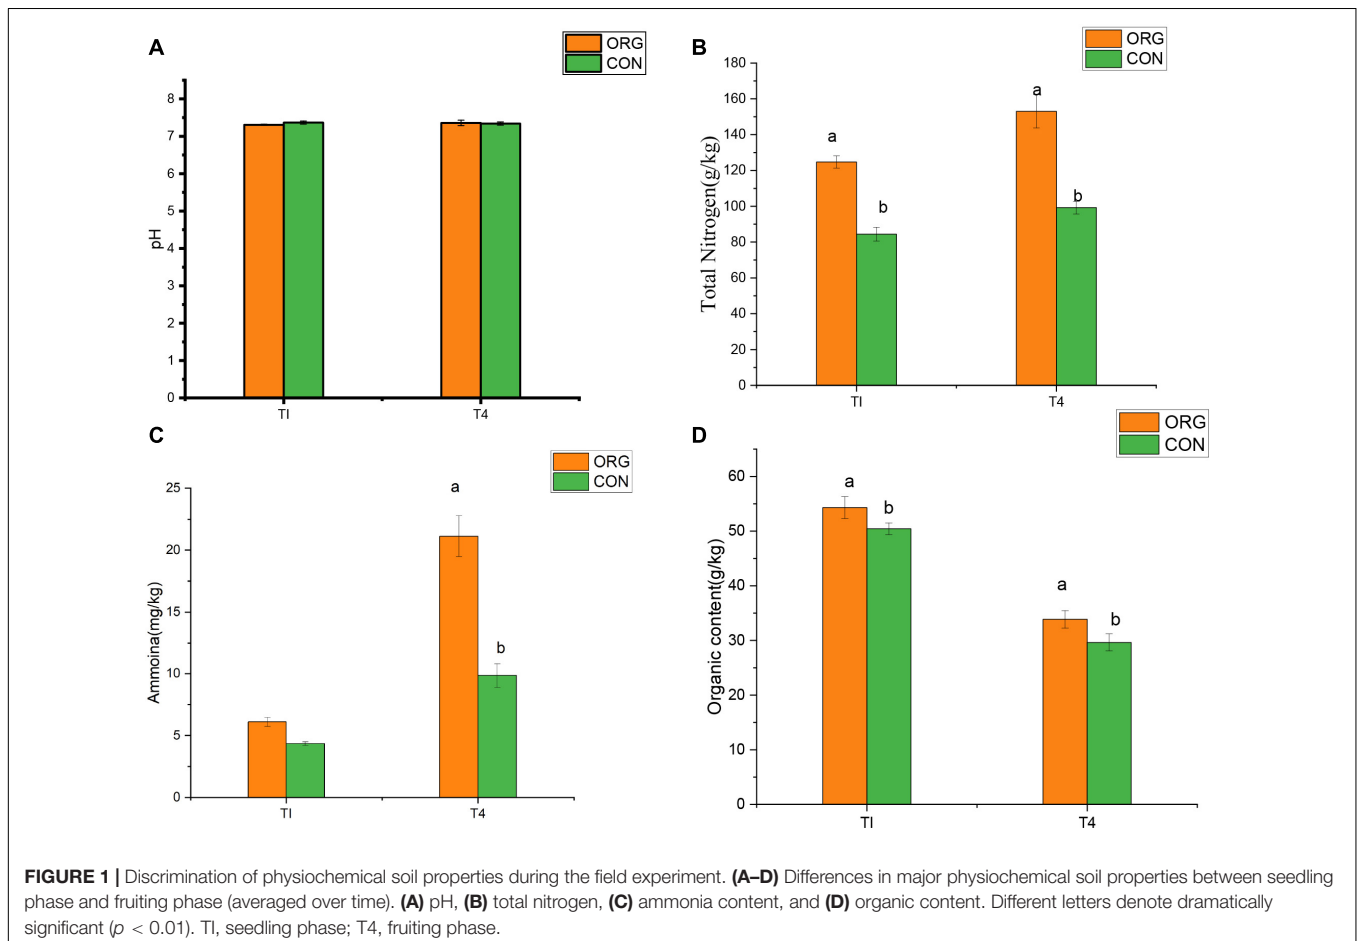 A
ORG
CON
8
7
6
5
4
3
2
1
0
pH
TI
T4
B
ORG
CON
180
160
140
120
100
80
60
40
20
0
Total Nitrogen(g/kg)
a
b
a
b
TI
T4
C
ORG
CON
25
20
15
10
5
0
Ammoina(mg/kg)
a
b
TI
T4
D
ORG
CON
60
50
40
30
20
10
0
Organic content(g/kg)
a
b
a
b
TI
T4
FIGURE 1 | Discrimination of physiochemical soil properties during the field experiment. (A–D) Differences in major physiochemical soil properties between seedling
phase and fruiting phase (averaged over time). (A) pH, (B) total nitrogen, (C) ammonia content, and (D) organic content. Different letters denote dramatically
significant (p < 0.01). TI, seedling phase; T4, fruiting phase.